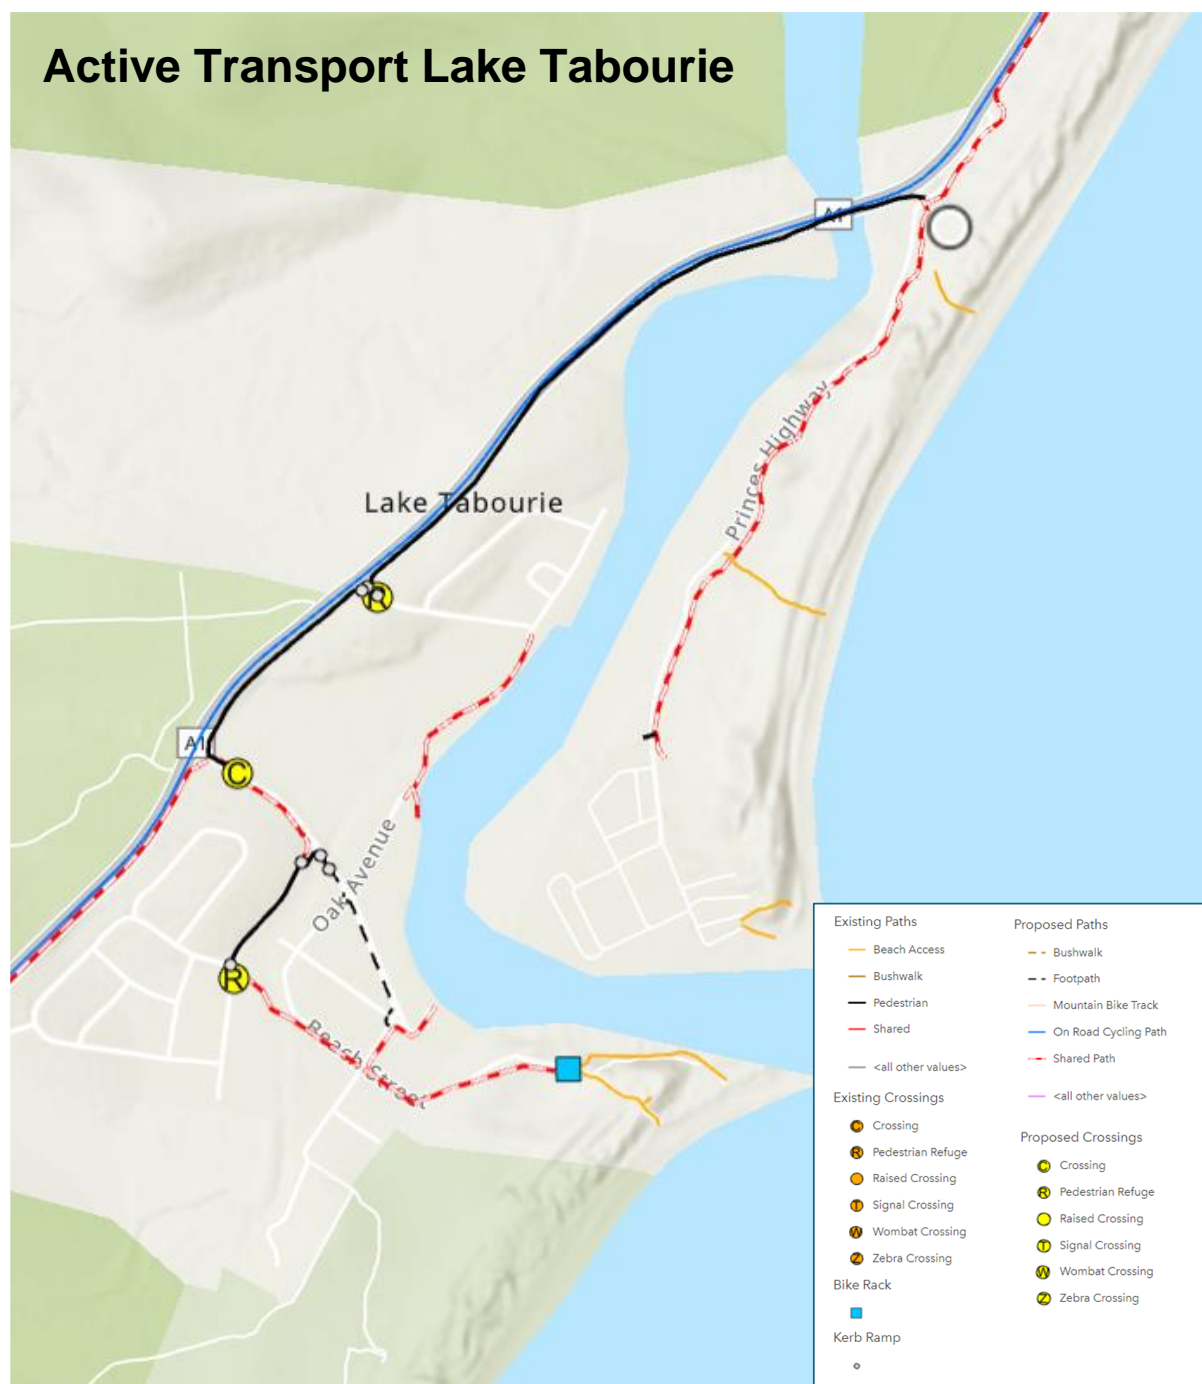 Active Transport Lake Tabourie
A1
Princes Highway
Lake Tabourie
R
A1
C
Oak Avenue
R
Beach Street
Existing Paths
Beach Access
Bushwalk
Pedestrian
Shared
<all other values>
Existing Crossings
C Crossing
R Pedestrian Refuge
Raised Crossing
T Signal Crossing
W Wombat Crossing
Z Zebra Crossing
Bike Rack
Kerb Ramp
Proposed Paths
Bushwalk
Footpath
Mountain Bike Track
On Road Cycling Path
Shared Path
<all other values>
Proposed Crossings
C Crossing
R Pedestrian Refuge
Raised Crossing
T Signal Crossing
W Wombat Crossing
Z Zebra Crossing